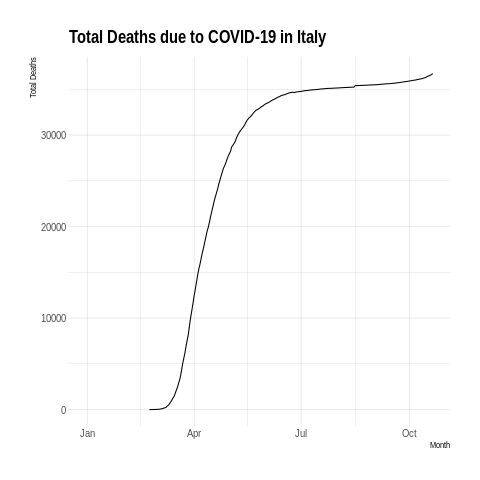 Total Deaths due to COVID-19 in Italy
Total Deaths
30000
20000
10000
0
Jan Apr Jul Oct
Month